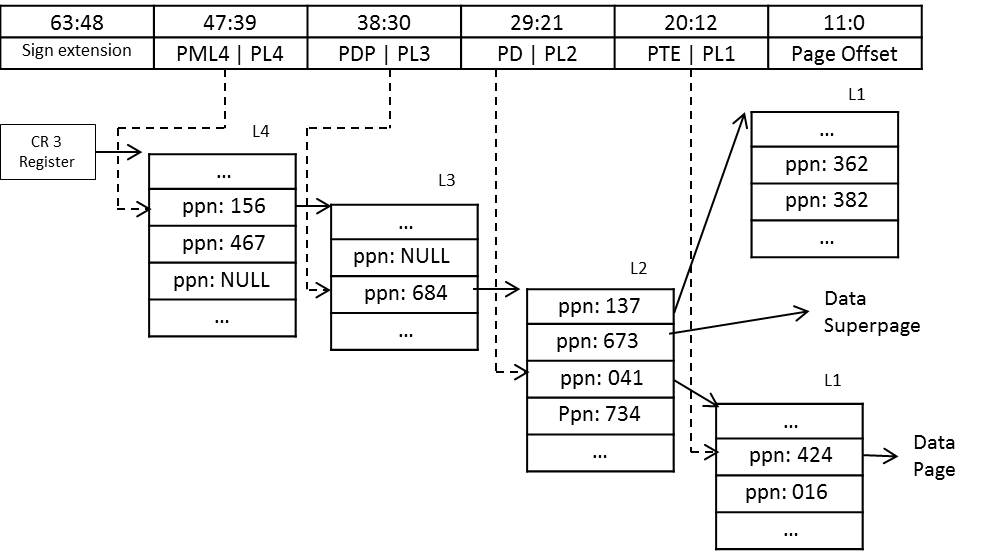 63:48 47:39 38:30 29:21 20:12 11:0
Sign extension PML4 | PL4 PDP | PL3 PD | PL2 PTE | PL1 Page Offset
CR 3
Register
L4
...
ppn: 156
ppn: 467
ppn: NULL
...
L3
...
ppn: NULL
ppn: 684
...
L2
ppn: 137
ppn: 673
ppn: 041
Ppn: 734
...
L1
...
ppn: 362
ppn: 382
...
Data
Superpage
L1
...
ppn: 424
ppn: 016
...
Data
Page